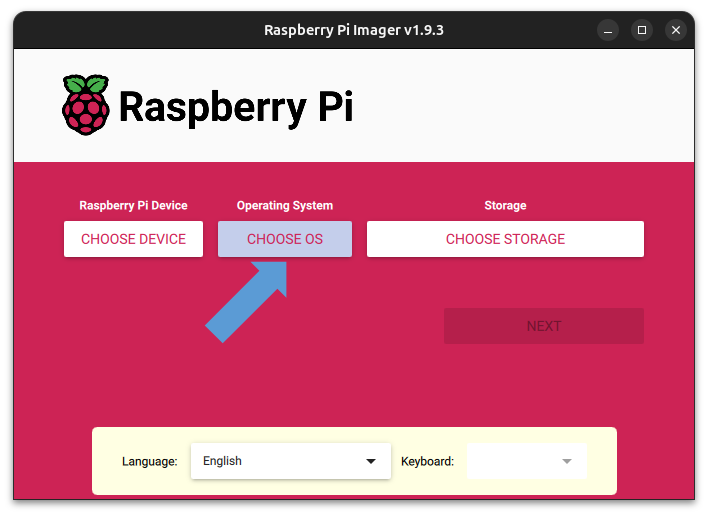 Raspberry Pi Imager v1.9.3
Raspberry Pi
Raspberry Pi Device Operating System Storage
CHOOSE DEVICE CHOOSE OS CHOOSE STORAGE
NEXT
Language: English Keyboard: